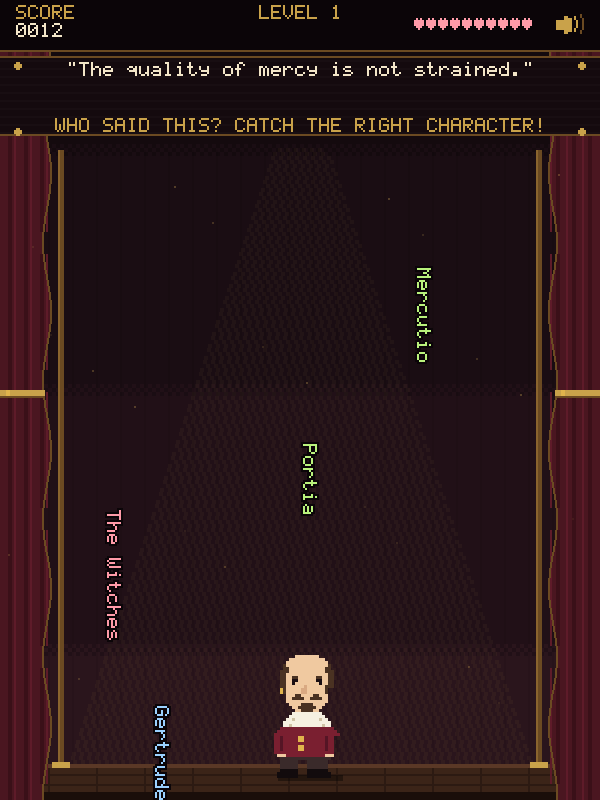 SCORE
0012
LEVEL 1
"The quality of mercy is not strained."
WHO SAID THIS? CATCH THE RIGHT CHARACTER!
Mercutio
Portia
The Witches
Gertrude